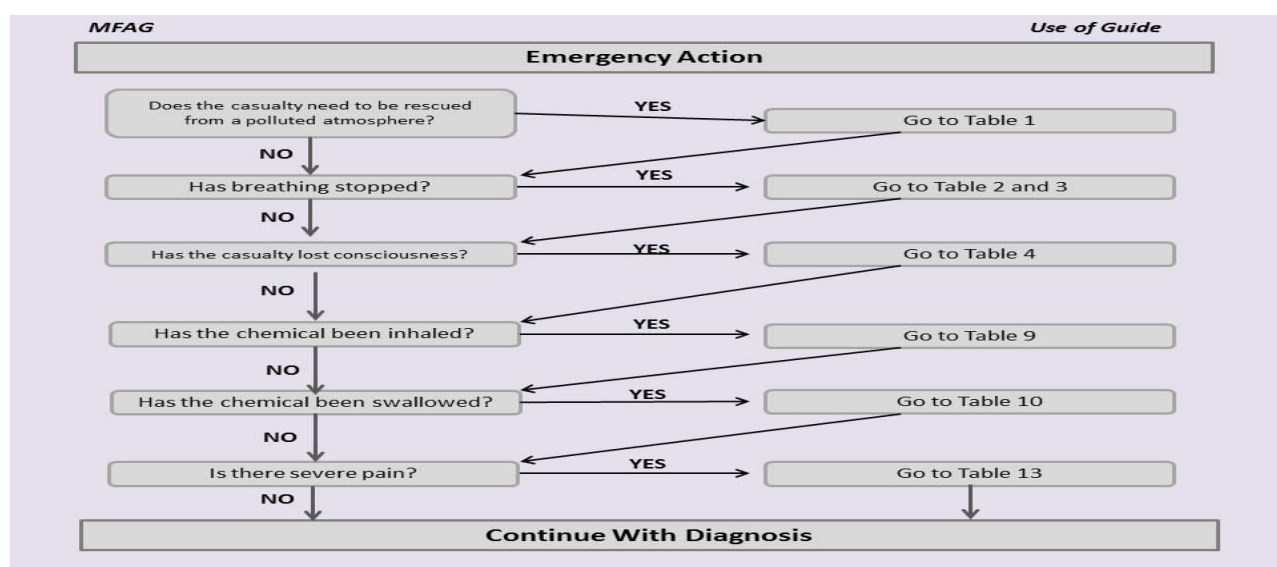 MFAG
Use of Guide
Emergency Action
Does the casualty need to be rescued
from a polluted atmosphere?
YES
Go to Table 1
NO
Has breathing stopped?
YES
Go to Table 2 and 3
NO
Has the casualty lost consciousness?
YES
Go to Table 4
NO
Has the chemical been inhaled?
YES
Go to Table 9
NO
Has the chemical been swallowed?
YES
Go to Table 10
NO
Is there severe pain?
YES
Go to Table 13
NO
Continue With Diagnosis